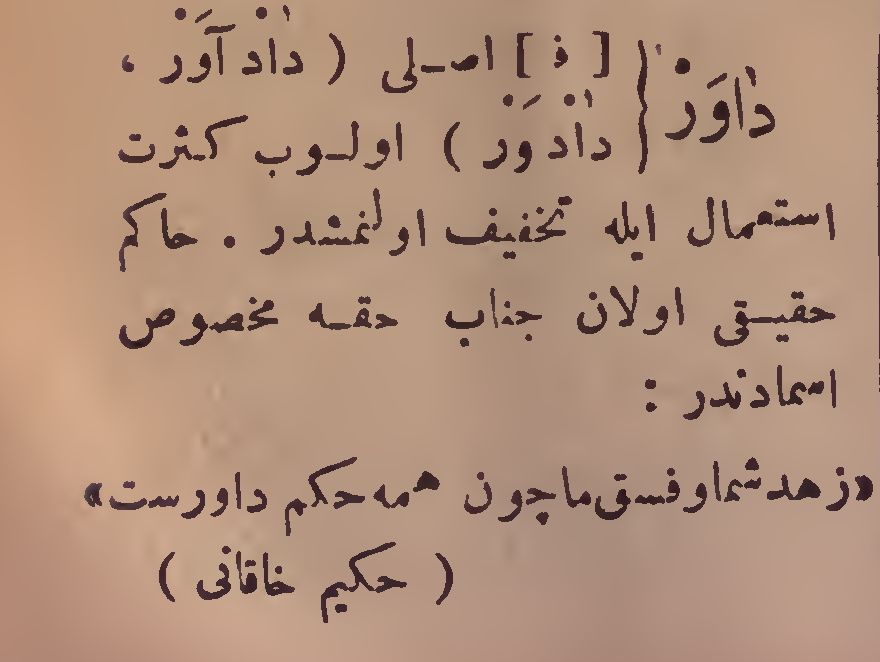 داوَرْ { [ ف ] اصلی ( دادْآوَرْ ،
دادْوَرْ ) اولوب کثرت
استعمال ایله تخفیف اولنمشدر . حاکم
حقیقی اولان جناب حقه مخصوص
اسمادندر :
«زهد شما و فسق ما چون همه حکم داورست»
( حکیم خاقانی )